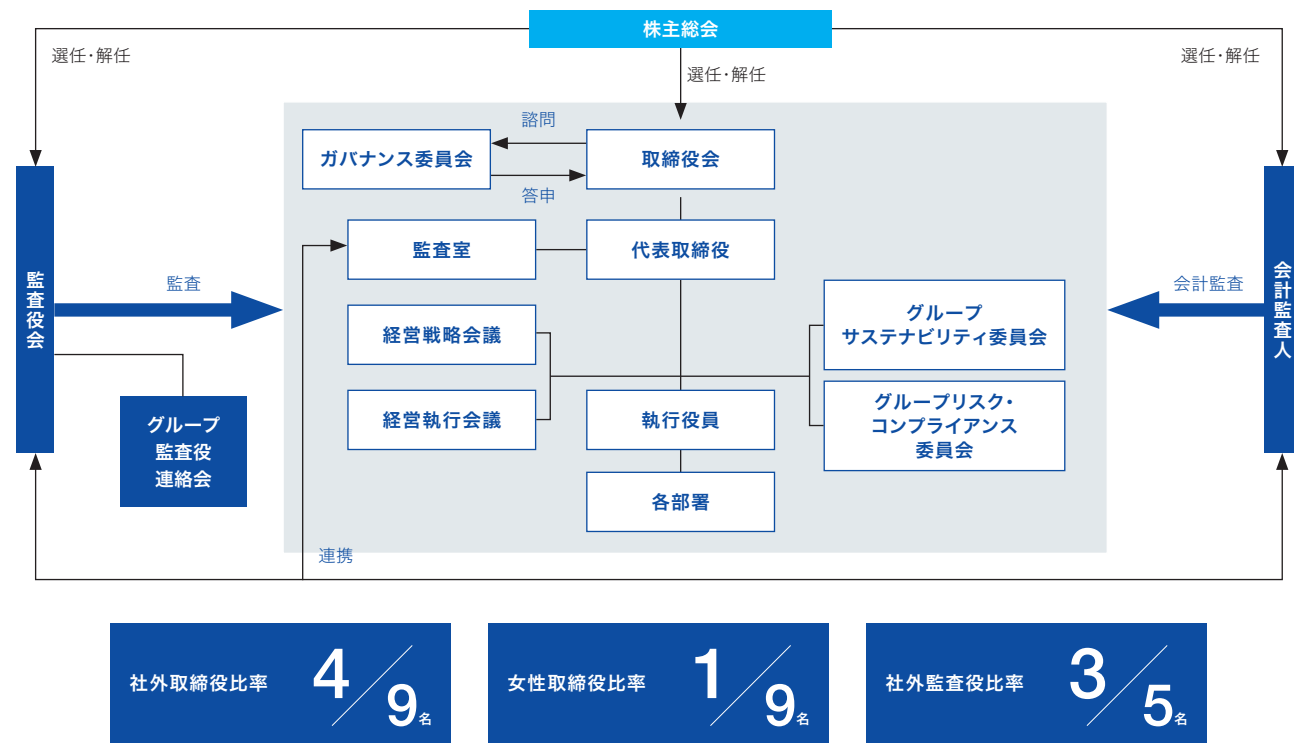 株主総会
選任・解任
選任・解任
選任・解任
諮問
ガバナンス委員会
取締役会
答申
監査室
代表取締役
監査役会
監査
会計監査
会計監査人
経営戦略会議
グループ
サステナビリティ委員会
経営執行会議
執行役員
グループリスク・
コンプライアンス
委員会
グループ
監査役
連絡会
各部署
連携
社外取締役比率 4/9名
女性取締役比率 1/9名
社外監査役比率 3/5名